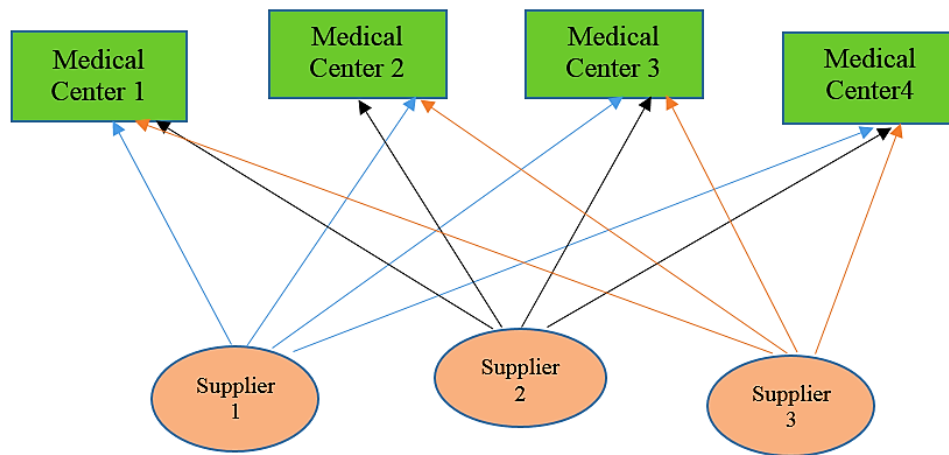 Medical
Center 1
Medical
Center 2
Medical
Center 3
Medical
Center4
Supplier
1
Supplier
2
Supplier
3